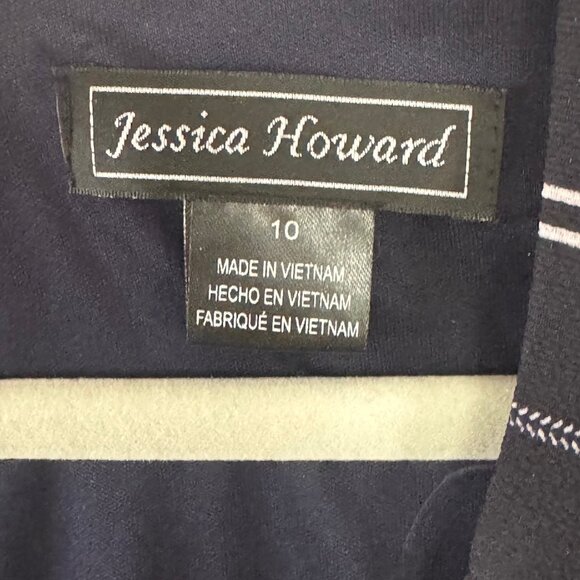 Jessica Howard
10
MADE IN VIETNAM
HECHO EN VIETNAM
FABRIQUÉ EN VIETNAM